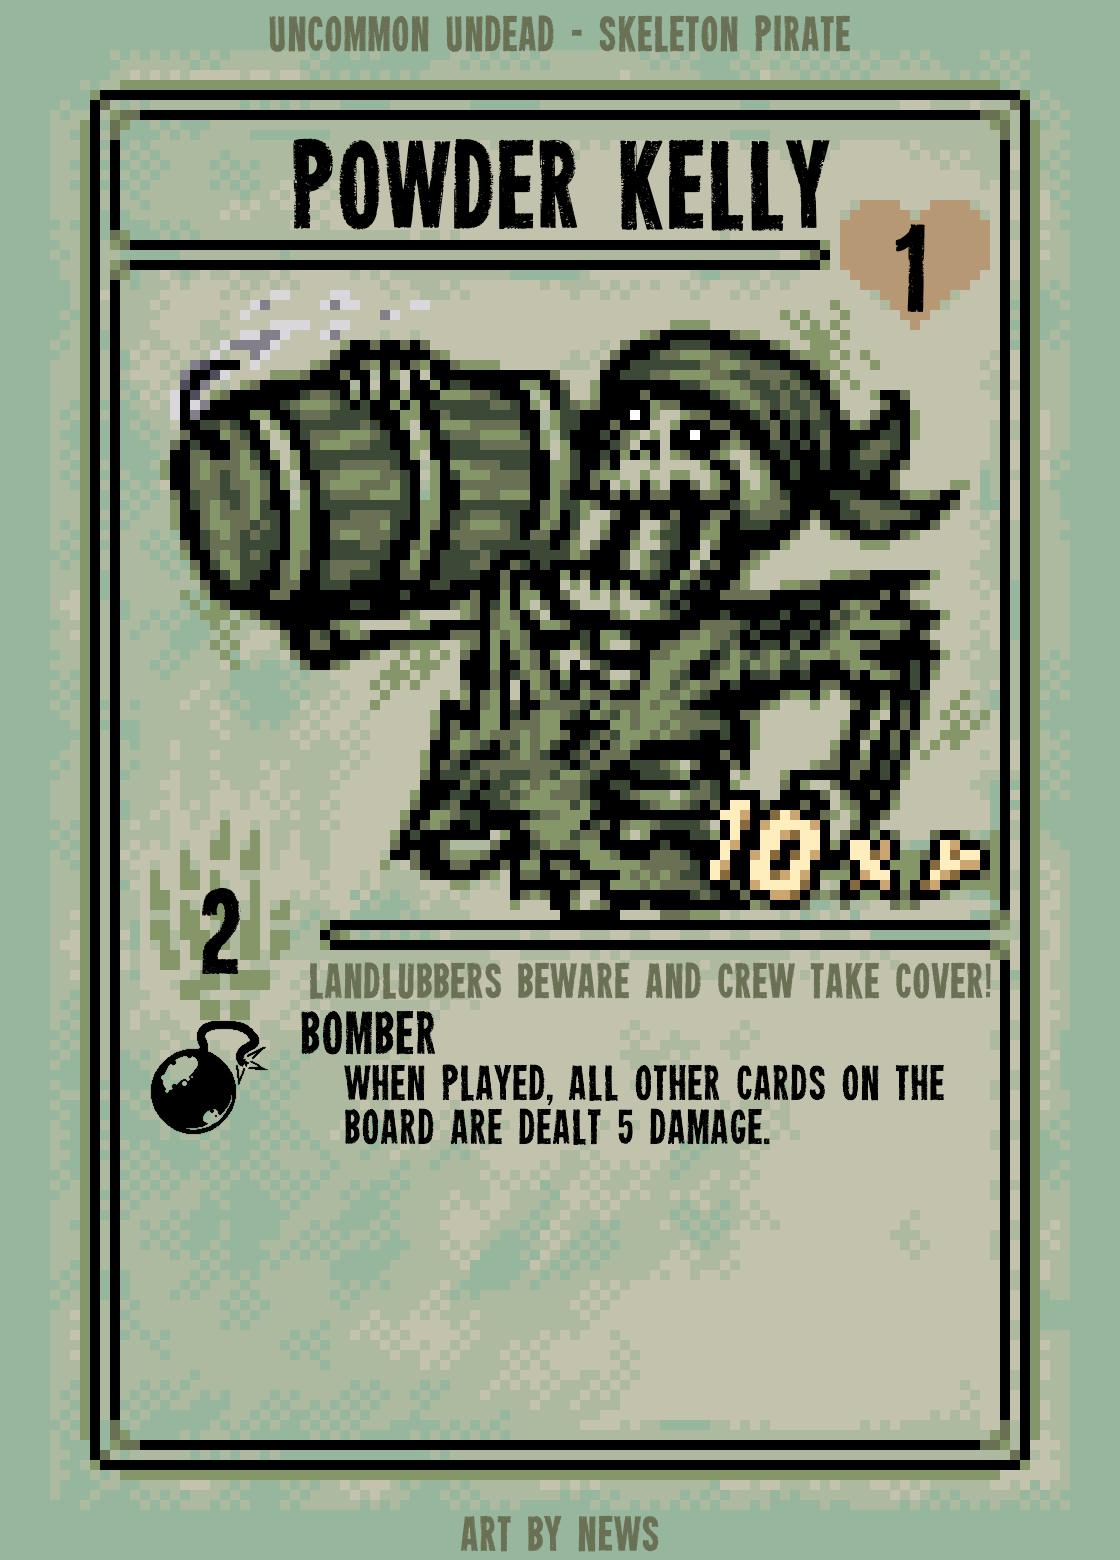 UNCOMMON UNDEAD - SKELETON PIRATE
POWDER KELLY
1
10 X P
2
LANDLUBBERS BEWARE AND CREW TAKE COVER!
BOMBER
WHEN PLAYED, ALL OTHER CARDS ON THE
BOARD ARE DEALT 5 DAMAGE.
ART BY NEWS